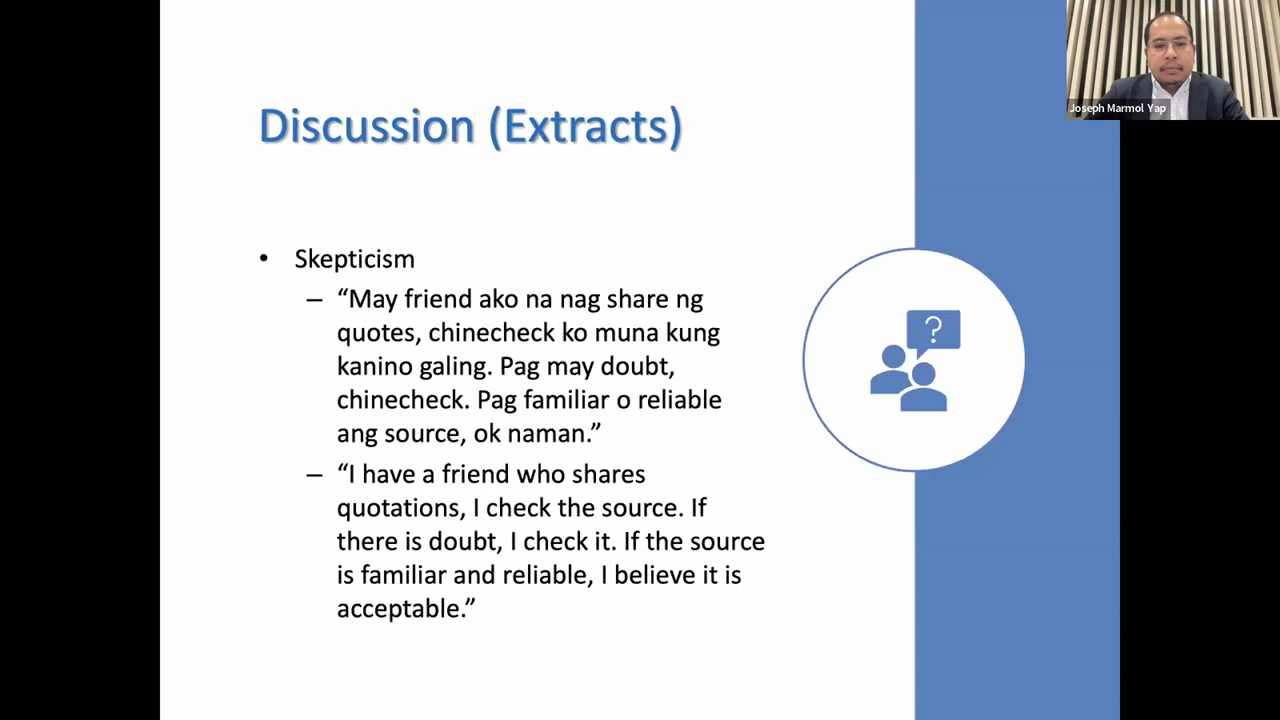 Discussion (Extracts)
• Skepticism
– “May friend ako na nag share ng
quotes, chinecheck ko muna kung
kanino galing. Pag may doubt,
chinecheck. Pag familiar o reliable
ang source, ok naman.”
– “I have a friend who shares
quotations, I check the source. If
there is doubt, I check it. If the source
is familiar and reliable, I believe it is
acceptable.”
?
Joseph Marmol Yap